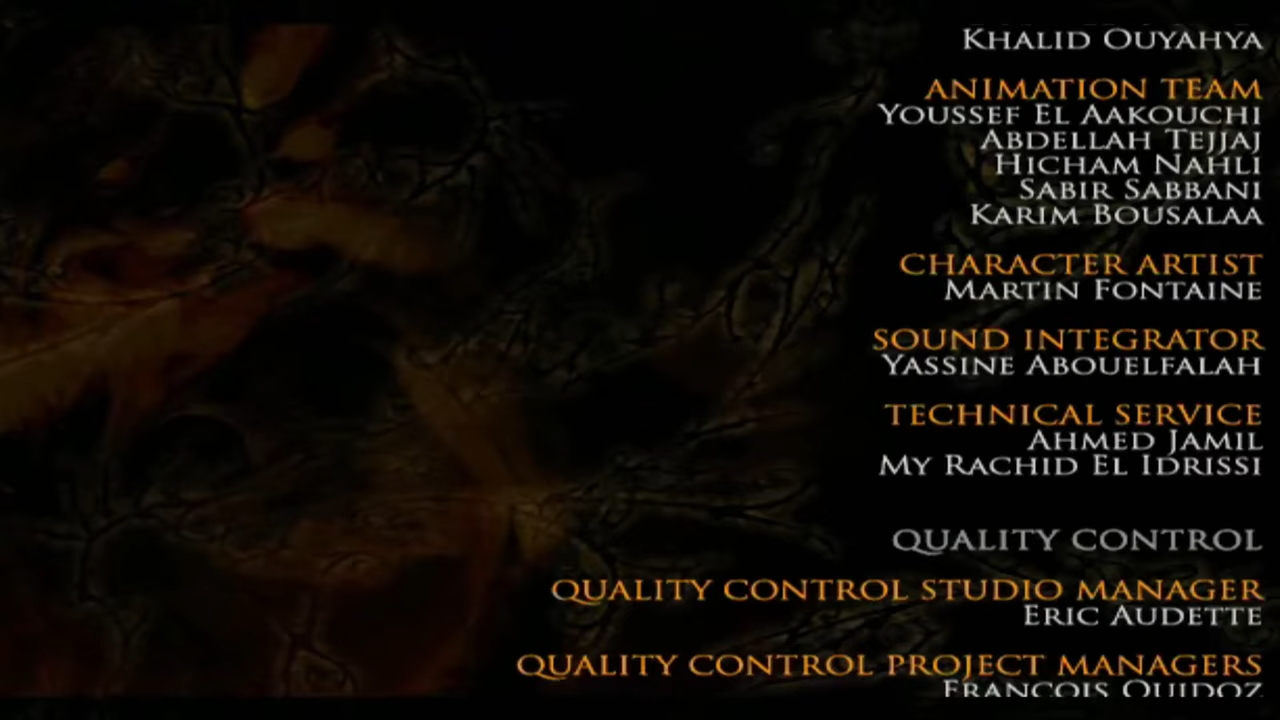 Khalid Ouyahya
ANIMATION TEAM
Youssef El Aakouchi
Abdellah Tejjaj
Hicham Nahli
Sabir Sabbani
Karim Bousalaa
CHARACTER ARTIST
Martin Fontaine
SOUND INTEGRATOR
Yassine Abouelfalah
TECHNICAL SERVICE
Ahmed Jamil
My Rachid El Idrissi
QUALITY CONTROL
QUALITY CONTROL STUDIO MANAGER
Eric Audette
QUALITY CONTROL PROJECT MANAGERS
Francois Ouidoz